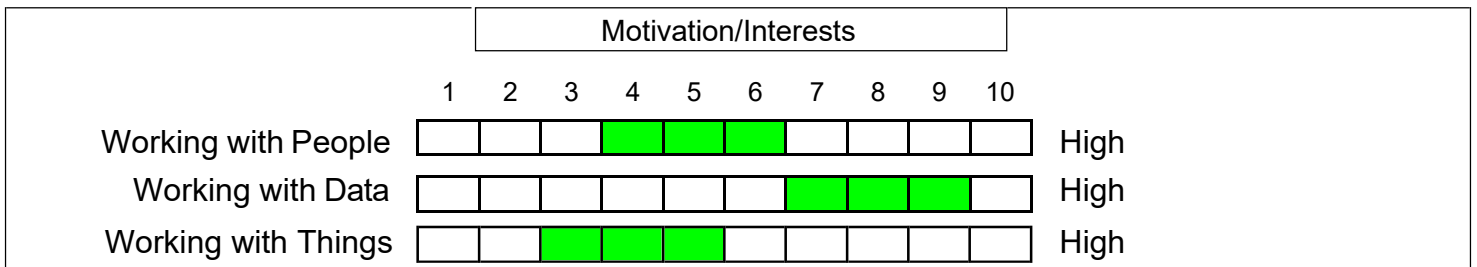 Motivation/Interests
1 2 3 4 5 6 7 8 9 10
Working with People High
Working with Data High
Working with Things High